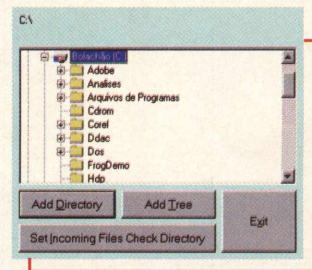 C:\
Bolachão (C:)
Adobe
Analises
Arquivos de Programas
Cdrom
Corel
Ddac
Dos
FrogDemo
Hdp
Add Directory
Add Tree
Exit
Set Incoming Files Check Directory